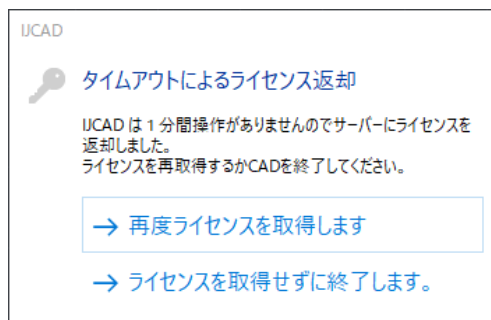 IJCAD
タイムアウトによるライセンス返却
IJCAD は 1 分間操作がありませんのでサーバーにライセンスを
返却しました。
ライセンスを再取得するかCADを終了してください。
→ 再度ライセンスを取得します
→ ライセンスを取得せずに終了します。